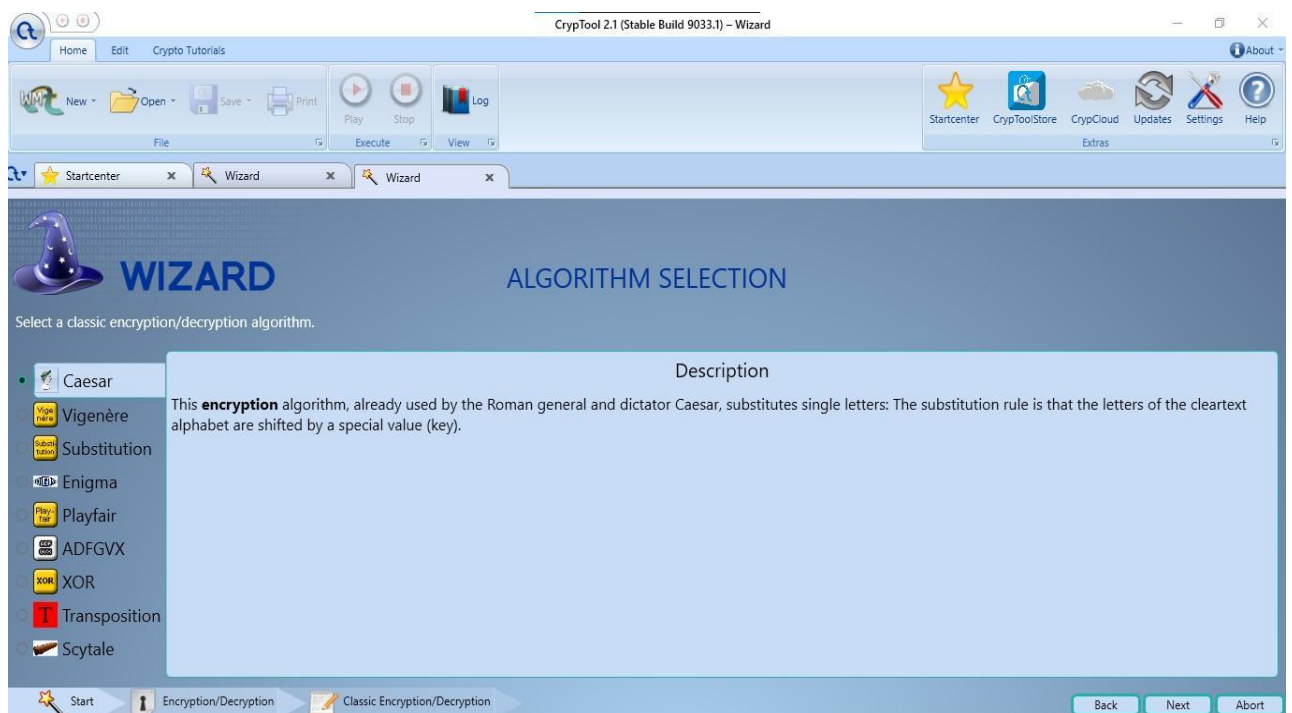 CrypTool 2.1 (Stable Build 9033.1) – Wizard
Home Edit Crypto Tutorials About
New Open Save Print Play Stop Log Startcenter CrypToolStore CrypCloud Updates Settings Help
File Execute View Extras
Startcenter x Wizard x Wizard x
WIZARD
ALGORITHM SELECTION
Select a classic encryption/decryption algorithm.
Caesar
Vigenère
Substitution
Enigma
Playfair
ADFGVX
XOR XOR
T Transposition
Scytale
Description
This encryption algorithm, already used by the Roman general and dictator Caesar, substitutes single letters: The substitution rule is that the letters of the cleartext
alphabet are shifted by a special value (key).
Start Encryption/Decryption Classic Encryption/Decryption Back Next Abort